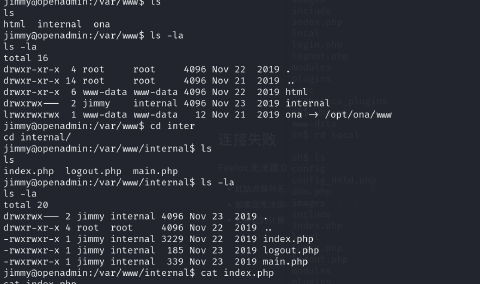 jimmy@openadmin:/var/www$ ls
ls
html  internal  ona
jimmy@openadmin:/var/www$ ls -la
ls -la
total 16
drwxr-xr-x  4 root     root     4096 Nov 22  2019 .
drwxr-xr-x 14 root     root     4096 Nov 21  2019 ..
drwxr-xr-x  6 www-data www-data 4096 Nov 22  2019 html
drwxrwx---  2 jimmy    internal 4096 Nov 23  2019 internal
lrwxrwxrwx  1 www-data www-data   12 Nov 21  2019 ona -> /opt/ona/www
jimmy@openadmin:/var/www$ cd inter
cd internal/
jimmy@openadmin:/var/www/internal$ ls
ls
index.php  logout.php  main.php
jimmy@openadmin:/var/www/internal$ ls -la
ls -la
total 20
drwxrwx--- 2 jimmy internal 4096 Nov 23  2019 .
drwxr-xr-x 4 root  root     4096 Nov 22  2019 ..
-rwxrwxr-x 1 jimmy internal 3229 Nov 22  2019 index.php
-rwxrwxr-x 1 jimmy internal  185 Nov 23  2019 logout.php
-rwxrwxr-x 1 jimmy internal  339 Nov 23  2019 main.php
jimmy@openadmin:/var/www/internal$ cat index.php
cat index.php
连接失败